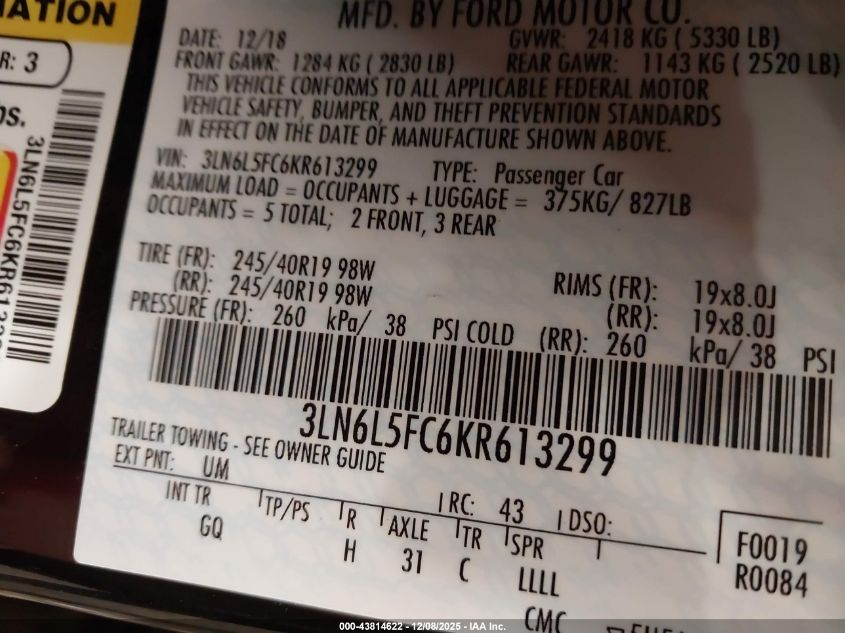 ATION
R: 3
bs.
3LN6L5FC6KR613299
MFD. BY FORD MOTOR CO.
DATE: 12/18 GVWR: 2418 KG ( 5330 LB)
FRONT GAWR: 1284 KG ( 2830 LB) REAR GAWR: 1143 KG ( 2520 LB)
THIS VEHICLE CONFORMS TO ALL APPLICABLE FEDERAL MOTOR
VEHICLE SAFETY, BUMPER, AND THEFT PREVENTION STANDARDS
IN EFFECT ON THE DATE OF MANUFACTURE SHOWN ABOVE.
VIN: 3LN6L5FC6KR613299 TYPE: Passenger Car
MAXIMUM LOAD = OCCUPANTS + LUGGAGE = 375KG/ 827LB
OCCUPANTS = 5 TOTAL; 2 FRONT, 3 REAR
TIRE (FR): 245/40R19 98W RIMS (FR): 19x8.0J
(RR): 245/40R19 98W (RR): 19x8.0J
PRESSURE (FR): 260 kPa/ 38 PSI COLD (RR): 260 kPa/ 38 PSI
3LN6L5FC6KR613299
TRAILER TOWING - SEE OWNER GUIDE
EXT PNT: UM RC: 43 DSO:
INT TR TP/PS R AXLE TR SPR
GQ H 31 C LLLL
F0019
R0084
CMC
000-43814622 - 12/08/2025 - IAA Inc.